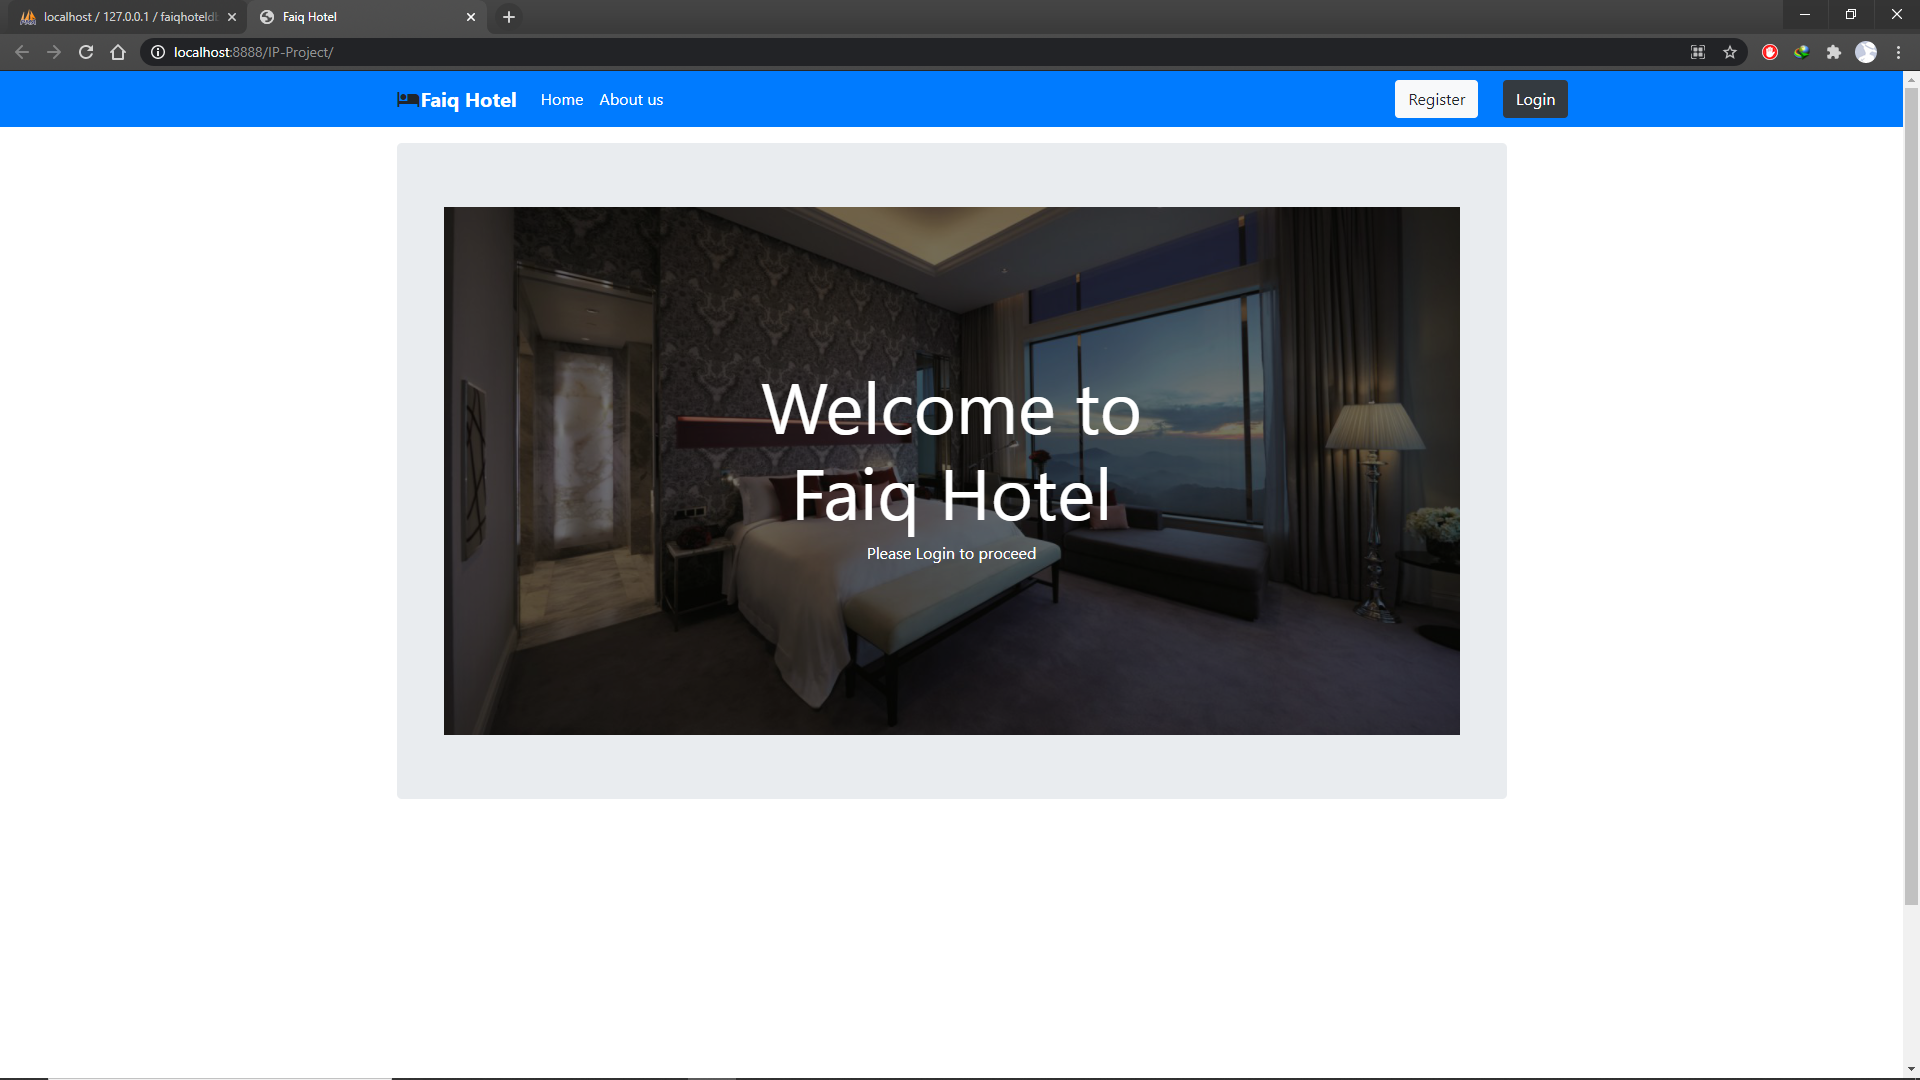 localhost / 127.0.0.1 / faiqhoteldb
Faiq Hotel
localhost:8888/IP-Project/
Faiq Hotel
Home
About us
Register
Login
Welcome to
Faiq Hotel
Please Login to proceed